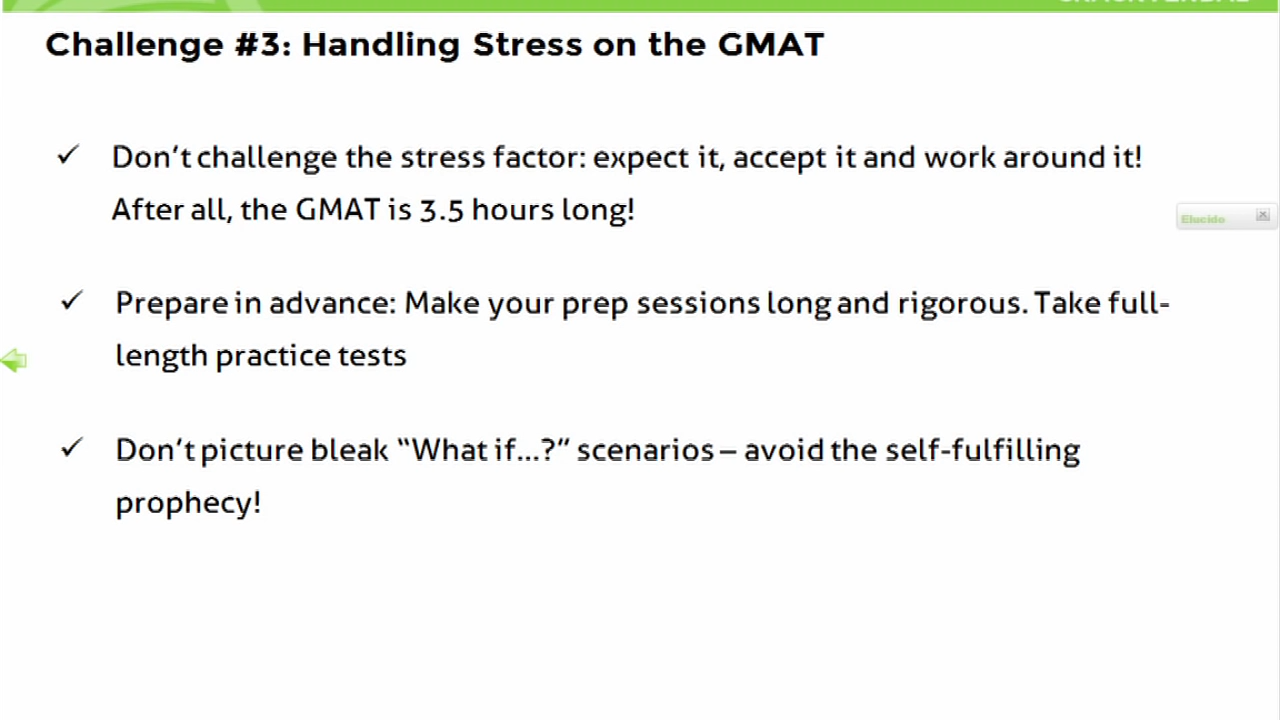 Challenge #3: Handling Stress on the GMAT
✓ Don't challenge the stress factor: expect it, accept it and work around it!
After all, the GMAT is 3.5 hours long!
Elucido
✓ Prepare in advance: Make your prep sessions long and rigorous. Take full-
length practice tests
✓ Don't picture bleak “What if...?” scenarios – avoid the self-fulfilling
prophecy!